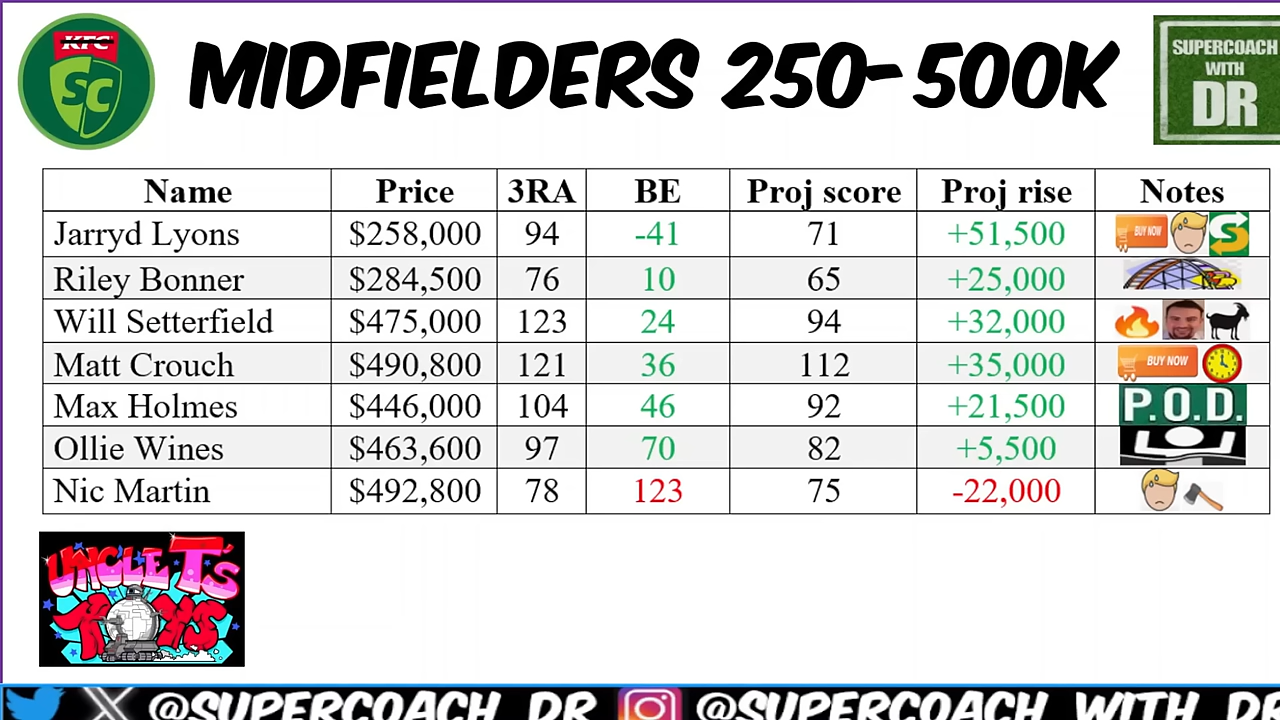 KFC
SC
MIDFIELDERS 250-500K
SUPERCOACH
WITH
DR
Name Price 3RA BE Proj score Proj rise Notes
Jarryd Lyons $258,000 94 -41 71 +51,500 BUY NOW
Riley Bonner $284,500 76 10 65 +25,000
Will Setterfield $475,000 123 24 94 +32,000
Matt Crouch $490,800 121 36 112 +35,000 BUY NOW
Max Holmes $446,000 104 46 92 +21,500 P.O.D.
Ollie Wines $463,600 97 70 82 +5,500
Nic Martin $492,800 78 123 75 -22,000
UNCLE T'S
TOYS
@SUPERCOACH_DR @SUPERCOACH_WITH_DR